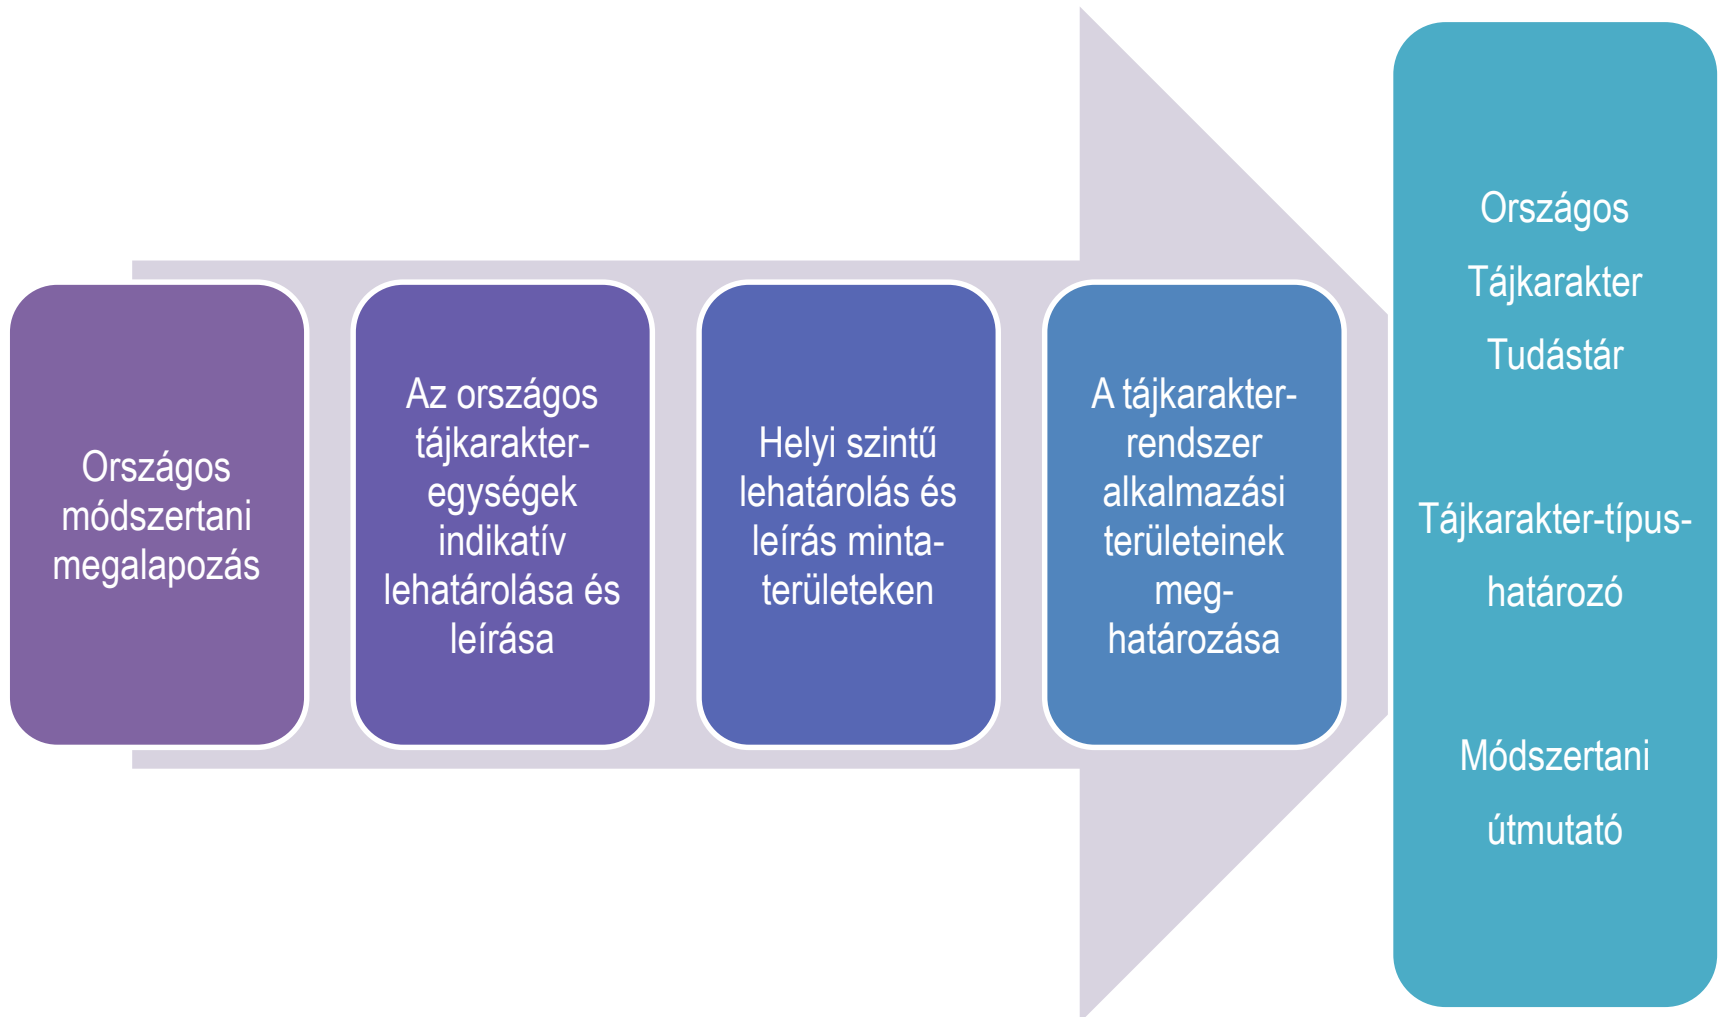 Országos
módszertani
megalapozás
Az országos
tájkarakter-
egységek
indikatív
lehatárolása és
leírása
Helyi szintű
lehatárolás és
leírás minta-
területeken
A tájkarakter-
rendszer
alkalmazási
területeinek
meg-
határozása
Országos
Tájkarakter
Tudástár
Tájkarakter-típus-
határozó
Módszertani
útmutató